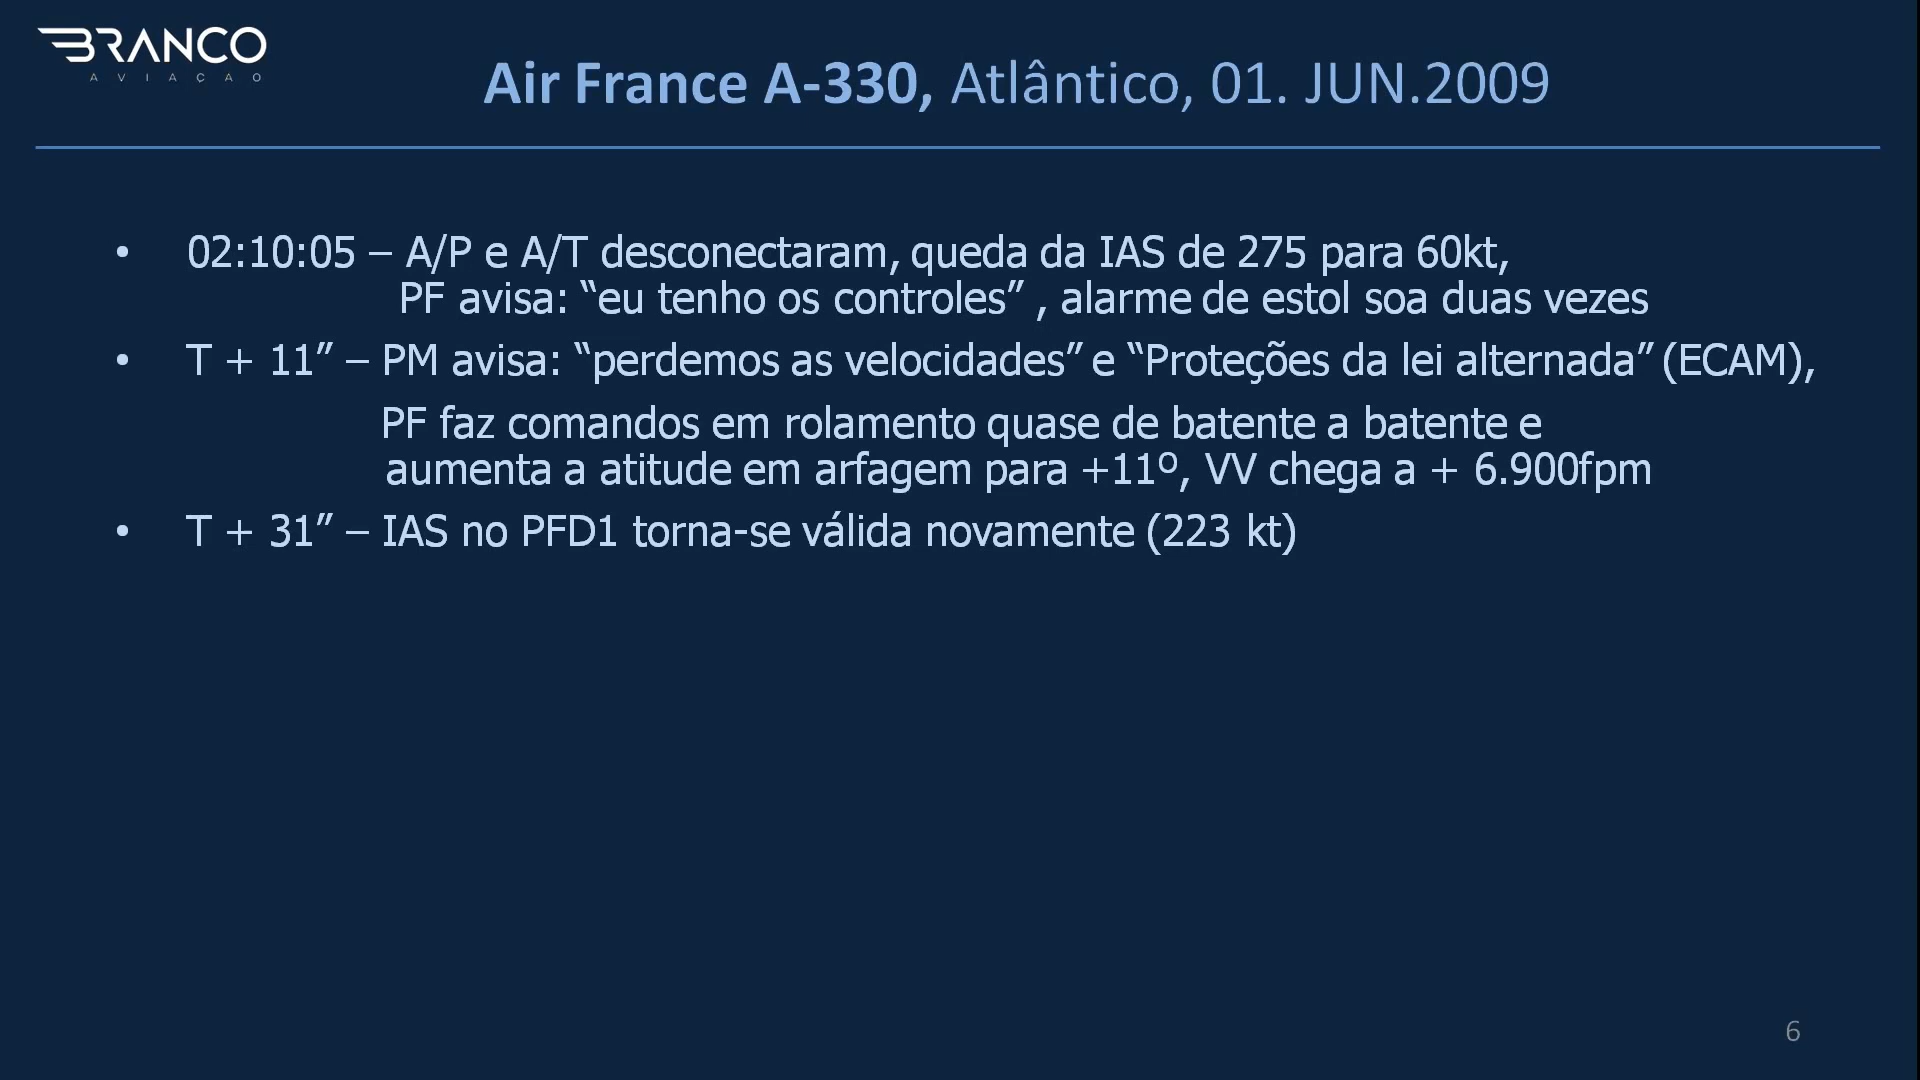 BRANCO
AVIAÇAO
Air France A-330, Atlântico, 01. JUN.2009
• 02:10:05 – A/P e A/T desconectaram, queda da IAS de 275 para 60kt,
PF avisa: “eu tenho os controles” , alarme de estol soa duas vezes
• T + 11” – PM avisa: “perdemos as velocidades” e “Proteções da lei alternada” (ECAM),
PF faz comandos em rolamento quase de batente a batente e
aumenta a atitude em arfagem para +11º, VV chega a + 6.900fpm
• T + 31” – IAS no PFD1 torna-se válida novamente (223 kt)
6